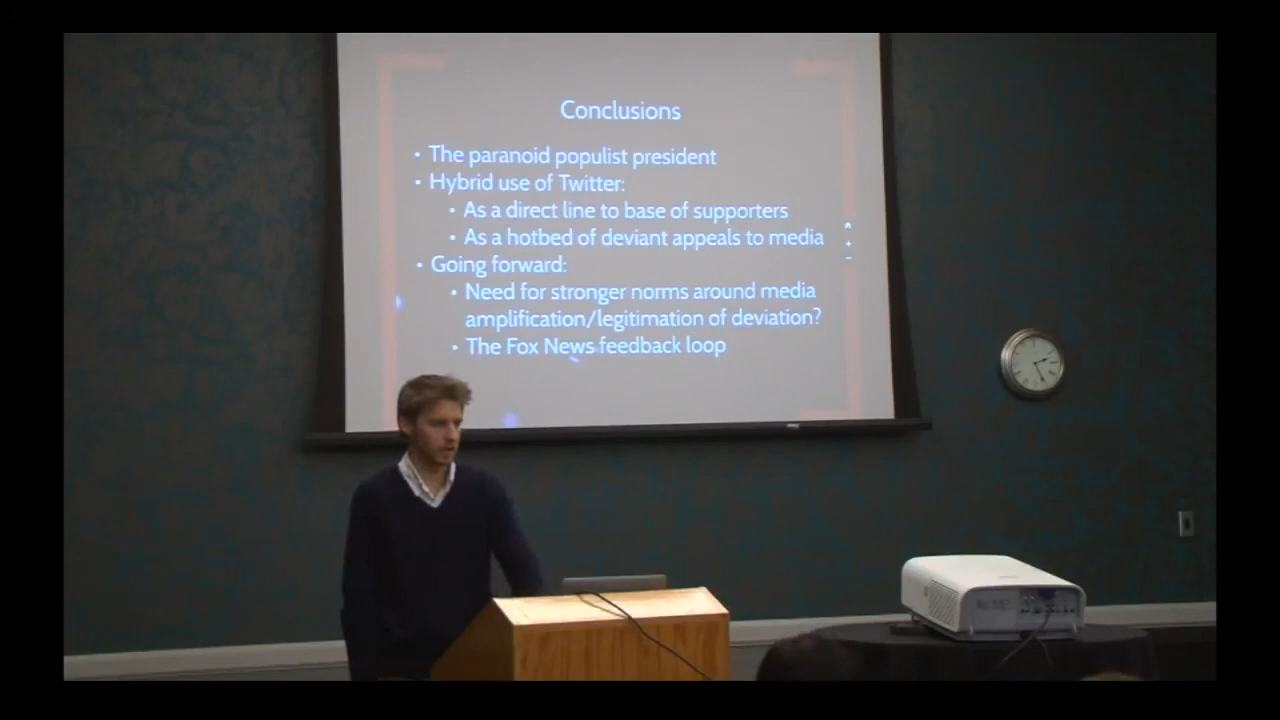 Conclusions
• The paranoid populist president
• Hybrid use of Twitter:
• As a direct line to base of supporters
• As a hotbed of deviant appeals to media
• Going forward:
• Need for stronger norms around media
amplification/legitimation of deviation?
• The Fox News feedback loop